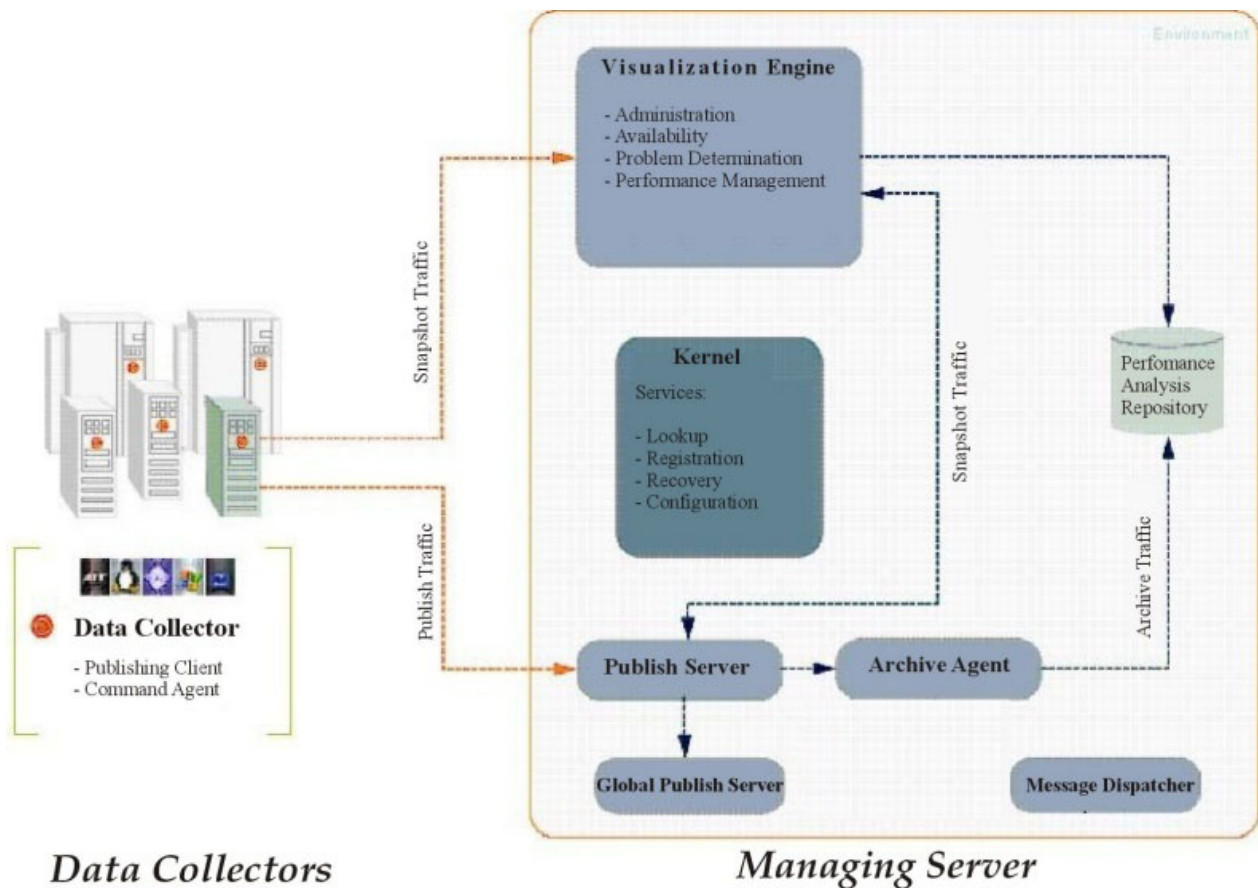 Environment
Visualization Engine
- Administration
- Availability
- Problem Determination
- Performance Management
Snapshot Traffic
Kernel
Services:
- Lookup
- Registration
- Recovery
- Configuration
Snapshot Traffic
Perfomance
Analysis
Repository
Publish Traffic
Archive Traffic
Data Collector
- Publishing Client
- Command Agent
Publish Server
Archive Agent
Global Publish Server
Message Dispatcher
Data Collectors
Managing Server